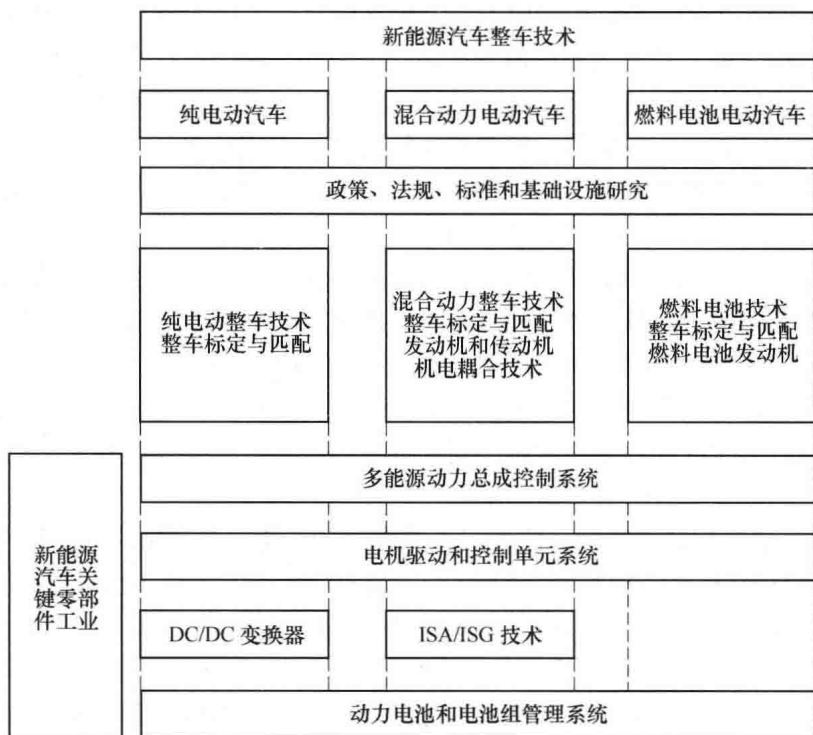 新能源汽车整车技术
纯电动汽车
混合动力电动汽车
燃料电池电动汽车
政策、法规、标准和基础设施研究
纯电动整车技术
整车标定与匹配
混合动力整车技术
整车标定与匹配
发动机和传动机
机电耦合技术
燃料电池技术
整车标定与匹配
燃料电池发动机
新能源
汽车关
键零部
件工业
多能源动力总成控制系统
电机驱动和控制单元系统
DC/DC 变换器
ISA/ISG 技术
动力电池和电池组管理系统